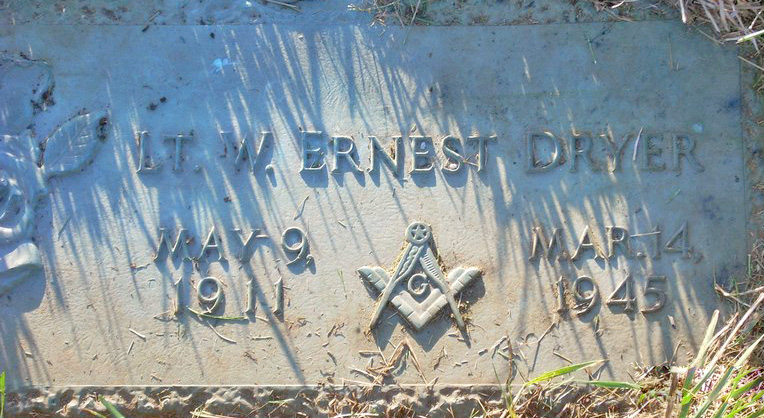 LT. W. ERNEST DRYER
MAY 9, MAR. 14,
1911 G 1945